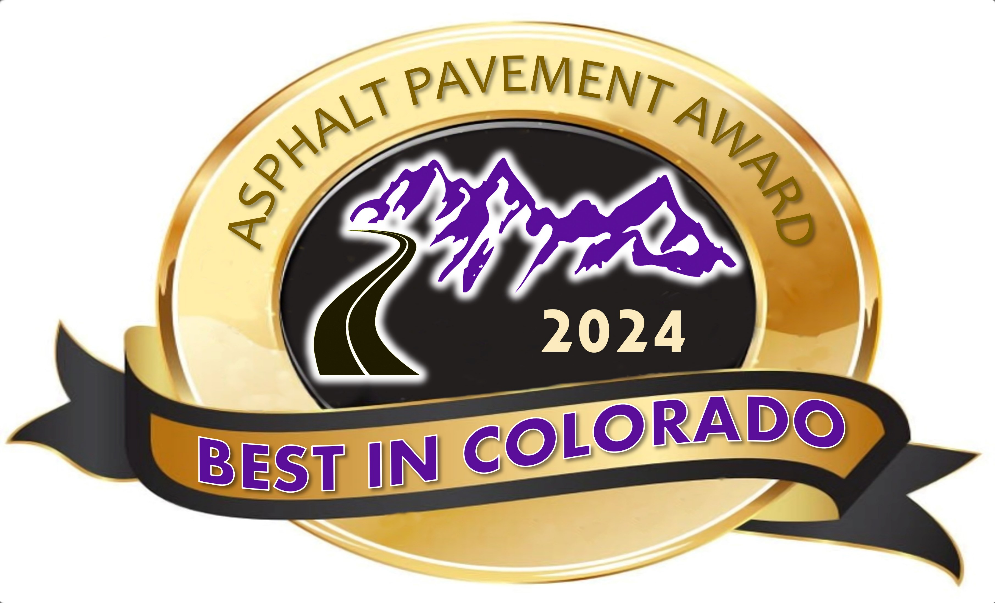 ASPHALT PAVEMENT AWARD
2024
BEST IN COLORADO